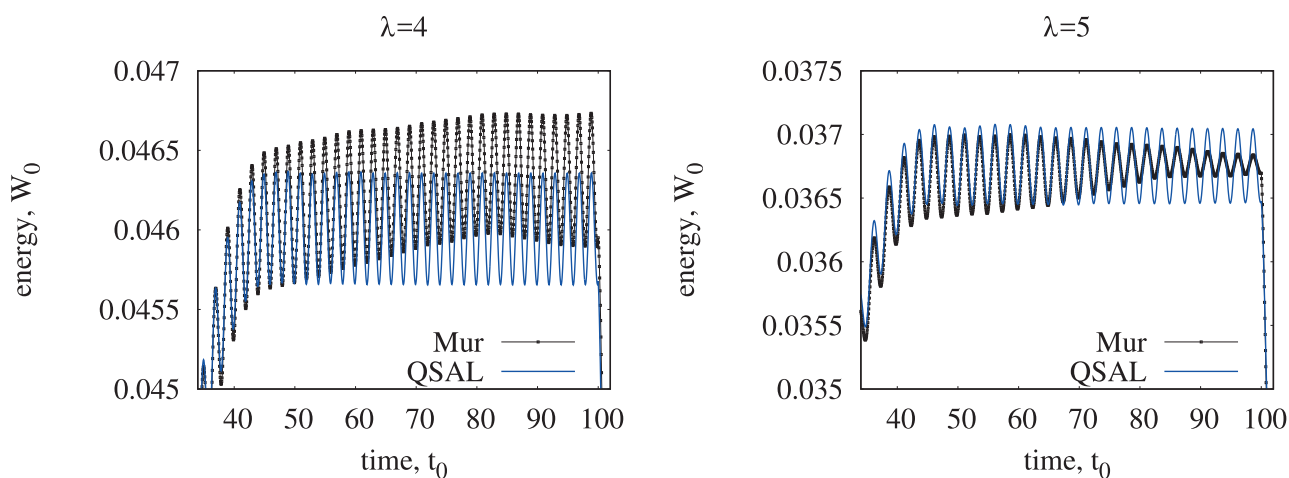 λ=4
0.047
0.0465
0.046
0.0455
0.045
energy, W0
Mur
QSAL
40 50 60 70 80 90 100
time, t0
λ=5
0.0375
0.037
0.0365
0.036
0.0355
0.035
energy, W0
Mur
QSAL
40 50 60 70 80 90 100
time, t0